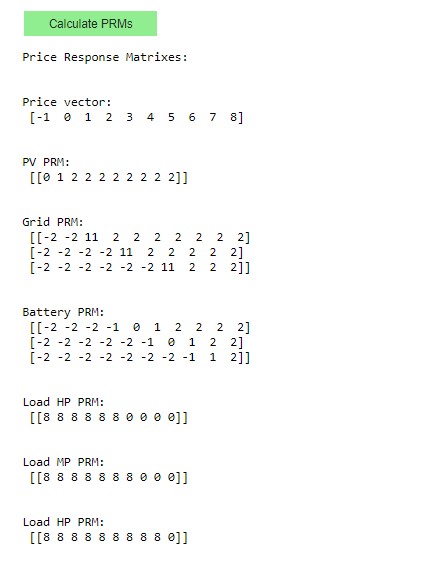 Calculate PRMs
Price Response Matrixes:
Price vector:
[-1 0 1 2 3 4 5 6 7 8]
PV PRM:
[[0 1 2 2 2 2 2 2 2 2]]
Grid PRM:
[[-2 -2 11 2 2 2 2 2 2 2]
[-2 -2 -2 -2 11 2 2 2 2 2]
[-2 -2 -2 -2 -2 -2 11 2 2 2]]
Battery PRM:
[[-2 -2 -2 -1 0 1 2 2 2 2]
[-2 -2 -2 -2 -2 -1 0 1 2 2]
[-2 -2 -2 -2 -2 -2 -2 -1 1 2]]
Load HP PRM:
[[8 8 8 8 8 8 0 0 0 0]]
Load MP PRM:
[[8 8 8 8 8 8 8 0 0 0]]
Load HP PRM:
[[8 8 8 8 8 8 8 8 8 0]]